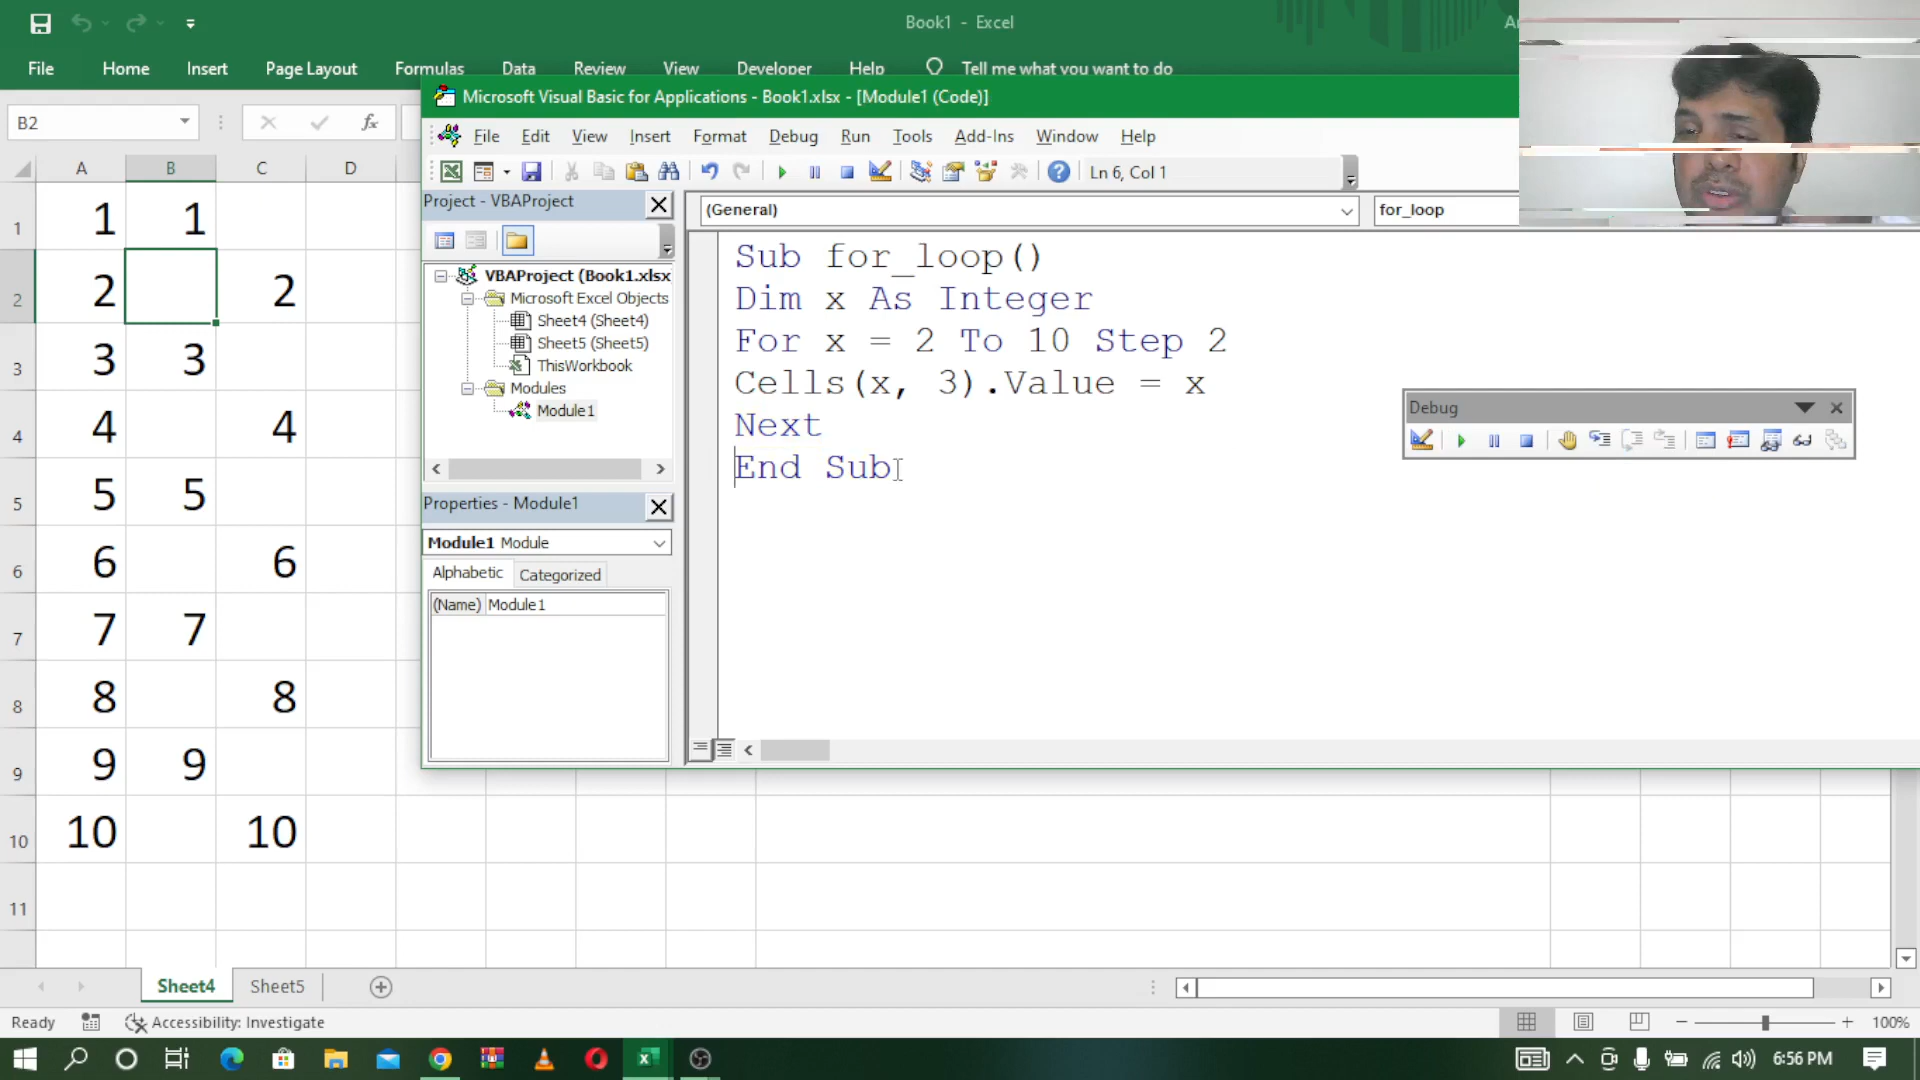 Book1 - Excel
File Home Insert Page Layout Formulas Data Review View Developer Help Tell me what you want to do
B2
fx
Microsoft Visual Basic for Applications - Book1.xlsx - [Module1 (Code)]
File Edit View Insert Format Debug Run Tools Add-Ins Window Help
Ln 6, Col 1
Project - VBAProject
VBAProject (Book1.xlsx
Microsoft Excel Objects
Sheet4 (Sheet4)
Sheet5 (Sheet5)
ThisWorkbook
Modules
Module1
Properties - Module1
Module1 Module
Alphabetic Categorized
(Name) Module1
(General) for_loop
Sub for_loop()
Dim x As Integer
For x = 2 To 10 Step 2
Cells(x, 3).Value = x
Next
End Sub
Debug
A B C D
1 1 1
2 2 2
3 3 3
4 4 4
5 5 5
6 6 6
7 7 7
8 8 8
9 9 9
10 10 10
11
Sheet4 Sheet5
Ready Accessibility: Investigate 100%
6:56 PM